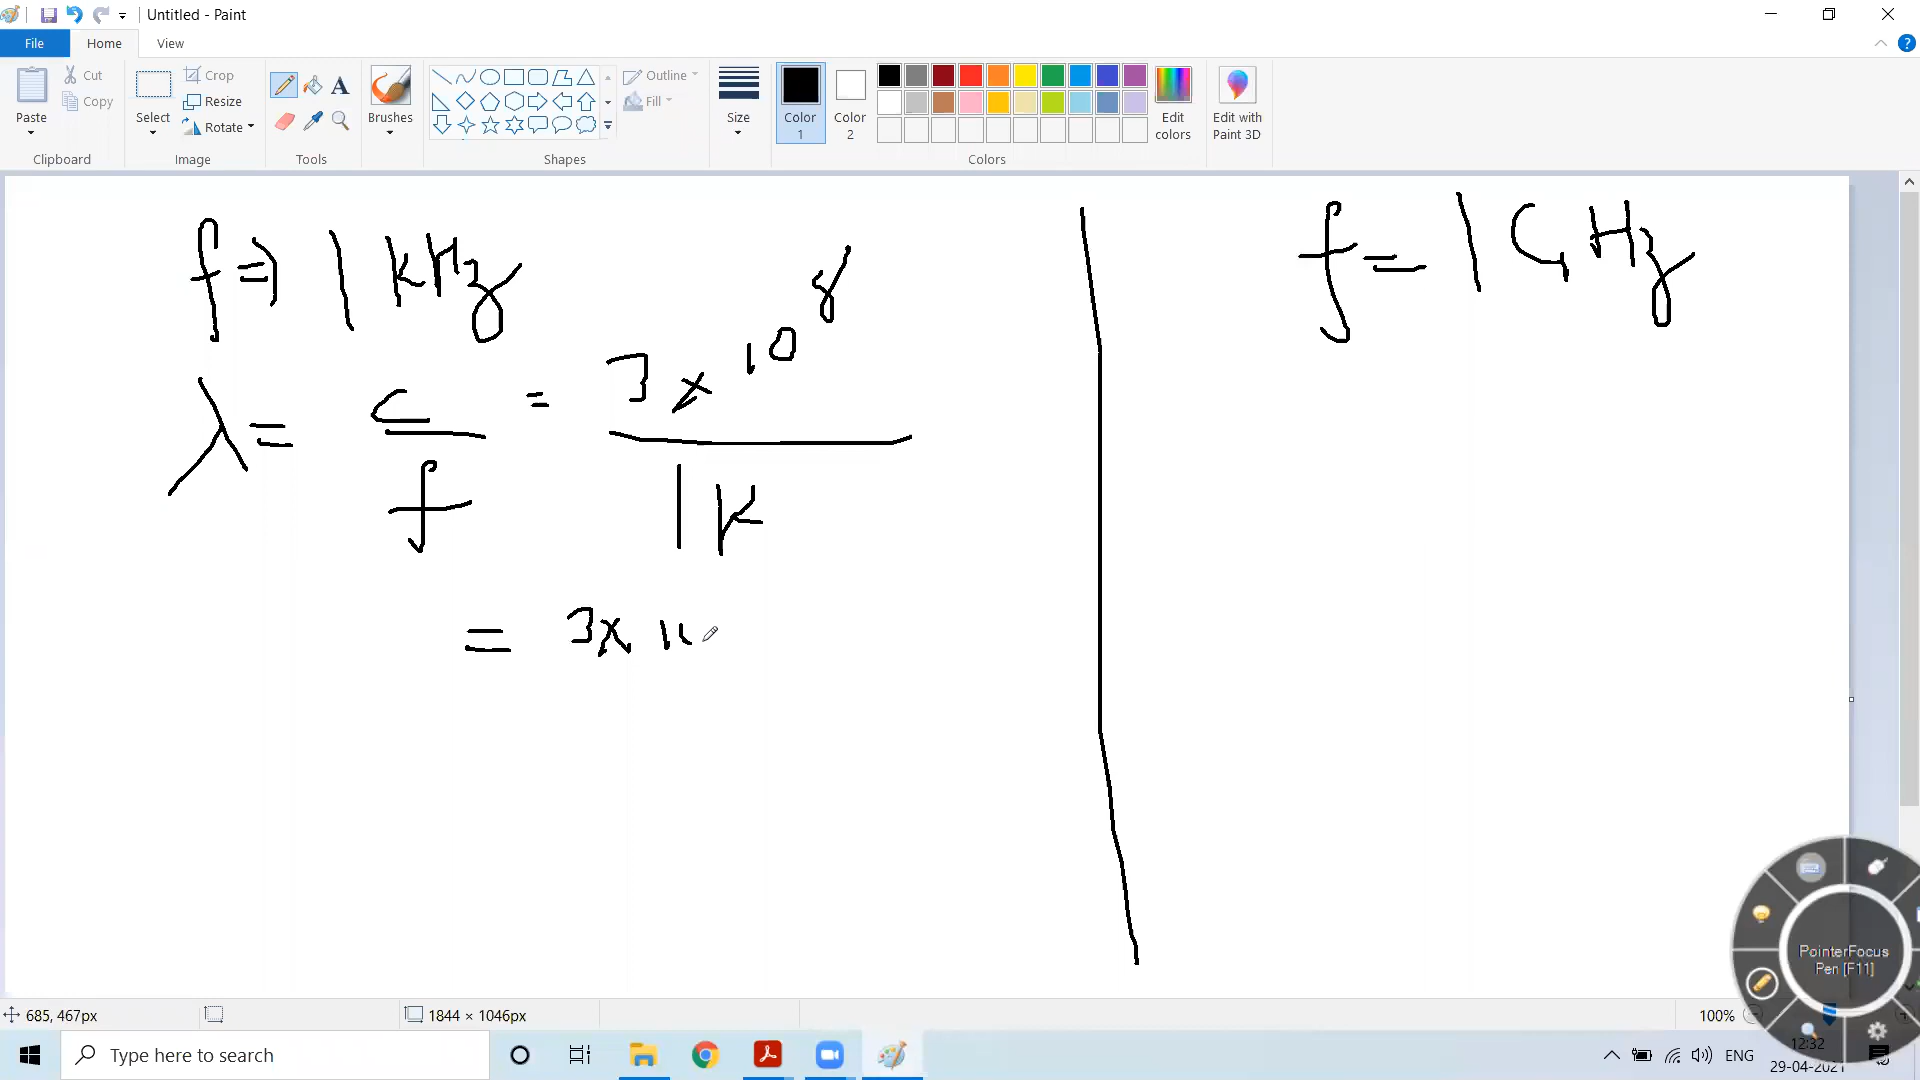 Untitled - Paint
File Home View
Paste
Cut
Copy
Clipboard
Select
Crop
Resize
Rotate
Image
Tools
Brushes
Shapes
Outline
Fill
Size
Color 1
Color 2
Edit colors
Colors
Edit with Paint 3D
f ⇒ 1 kHz
λ = c/f = 3 x 10^8 / 1k
= 3x 10
f = 1 GHz
PointerFocus
Pen [F11]
685, 467px
1844 × 1046px
100%
Type here to search
ENG
12:32
29-04-2021